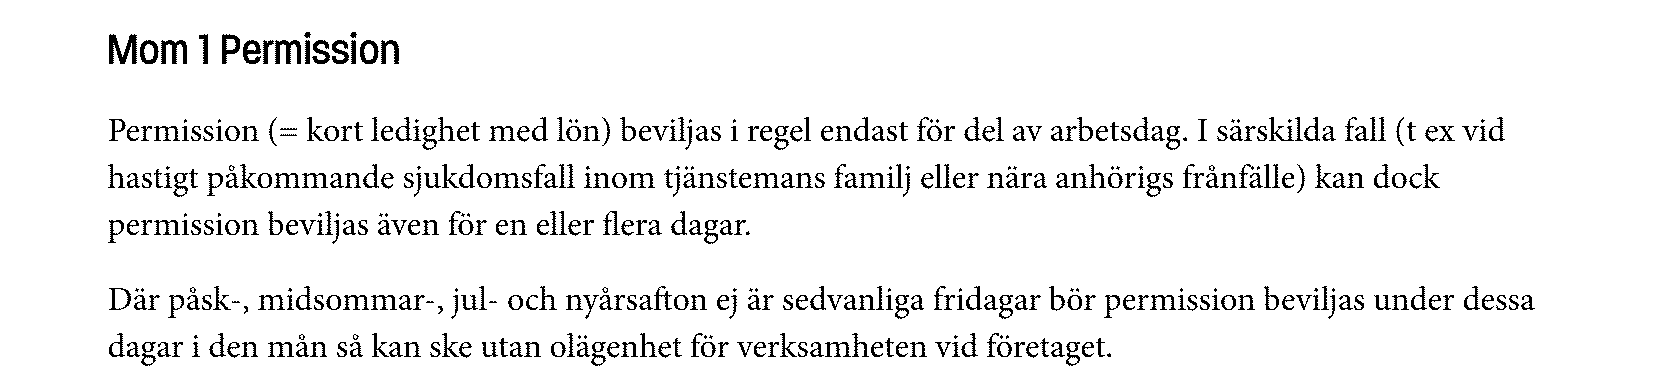 Mom 1 Permission
Permission (= kort ledighet med lön) beviljas i regel endast för del av arbetsdag. I särskilda fall (t ex vid
hastigt påkommande sjukdomsfall inom tjänstemans familj eller nära anhörigs frånfälle) kan dock
permission beviljas även för en eller flera dagar.
Där påsk-, midsommar-, jul- och nyårsafton ej är sedvanliga fridagar bör permission beviljas under dessa
dagar i den mån så kan ske utan olägenhet för verksamheten vid företaget.